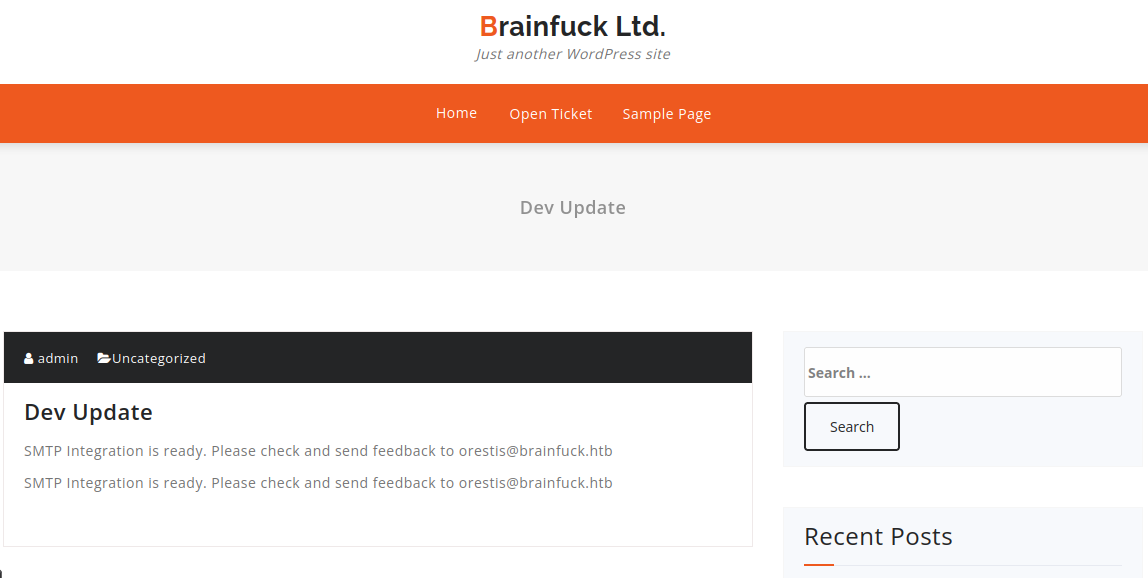 Brainfuck Ltd.
Just another WordPress site
Home Open Ticket Sample Page
Dev Update
admin Uncategorized
Dev Update
SMTP Integration is ready. Please check and send feedback to orestis@brainfuck.htb
SMTP Integration is ready. Please check and send feedback to orestis@brainfuck.htb
Search ...
Search
Recent Posts